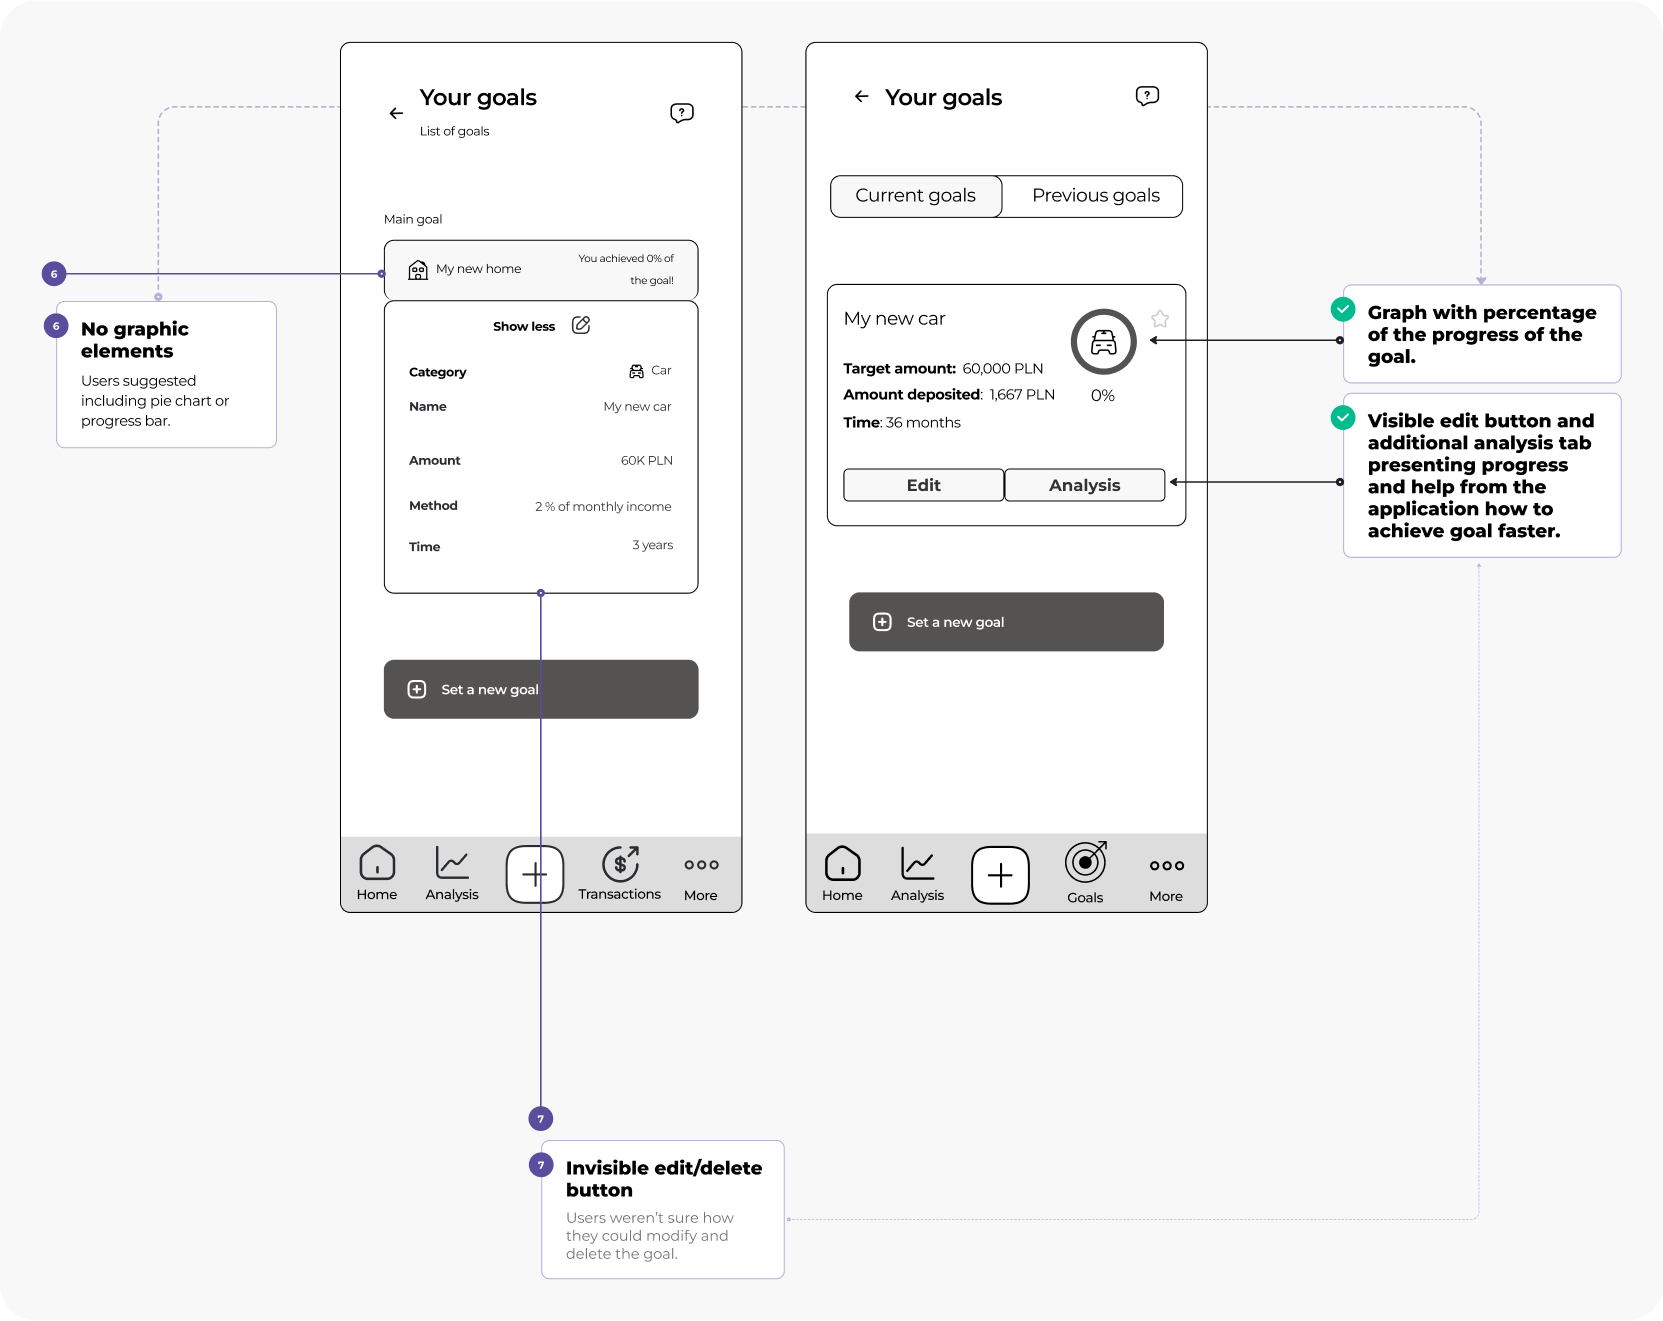 Your goals
List of goals
Main goal
My new home
You achieved 0% of
the goal!
Show less
Category
Car
Name
My new car
Amount
60K PLN
Method
2 % of monthly income
Time
3 years
Set a new goal
Home
Analysis
Transactions
More
Your goals
Current goals
Previous goals
My new car
Target amount: 60,000 PLN
Amount deposited: 1,667 PLN
Time: 36 months
0%
Edit
Analysis
Set a new goal
Home
Analysis
Goals
More
6
6
No graphic
elements
Users suggested
including pie chart or
progress bar.
Graph with percentage
of the progress of the
goal.
Visible edit button and
additional analysis tab
presenting progress
and help from the
application how to
achieve goal faster.
7
7
Invisible edit/delete
button
Users weren't sure how
they could modify and
delete the goal.